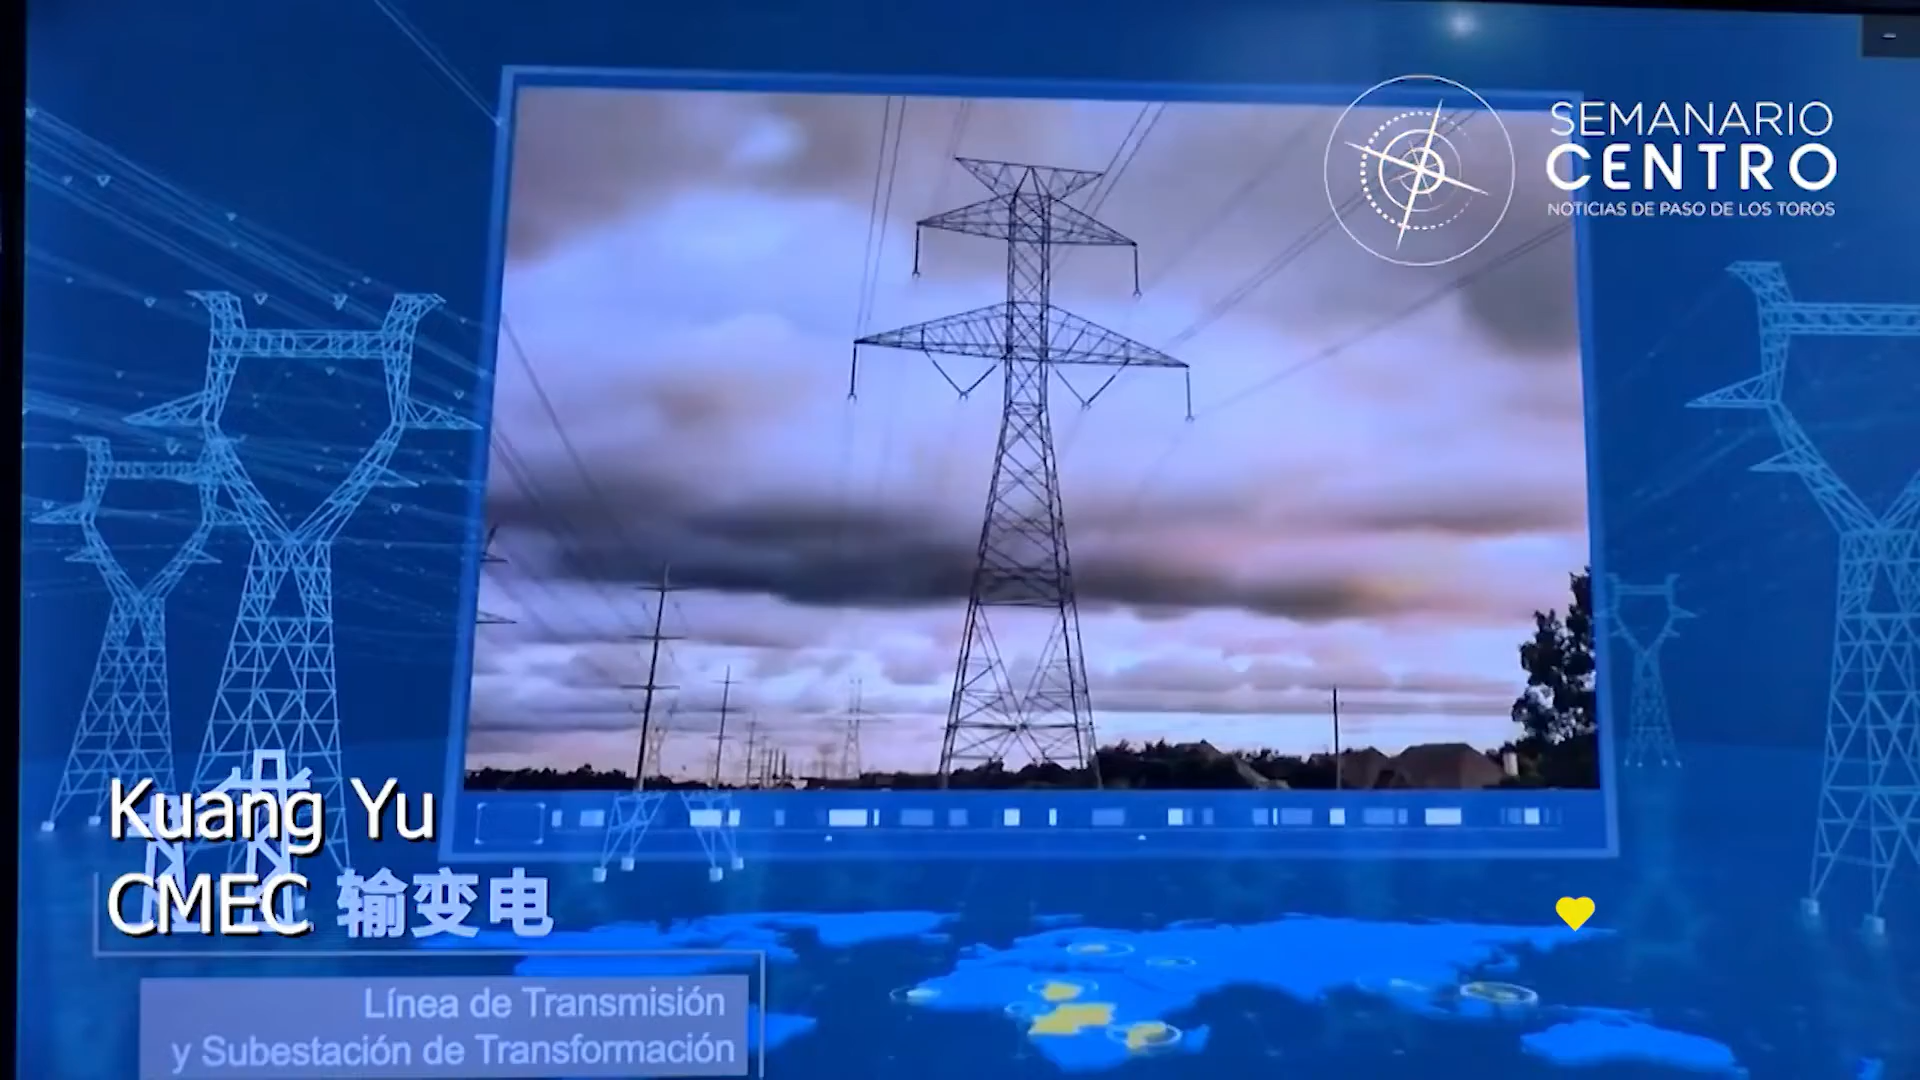 SEMANARIO
CENTRO
NOTICIAS DE PASO DE LOS TOROS
Kuang Yu
CMEC 输变电
Línea de Transmisión
y Subestación de Transformación